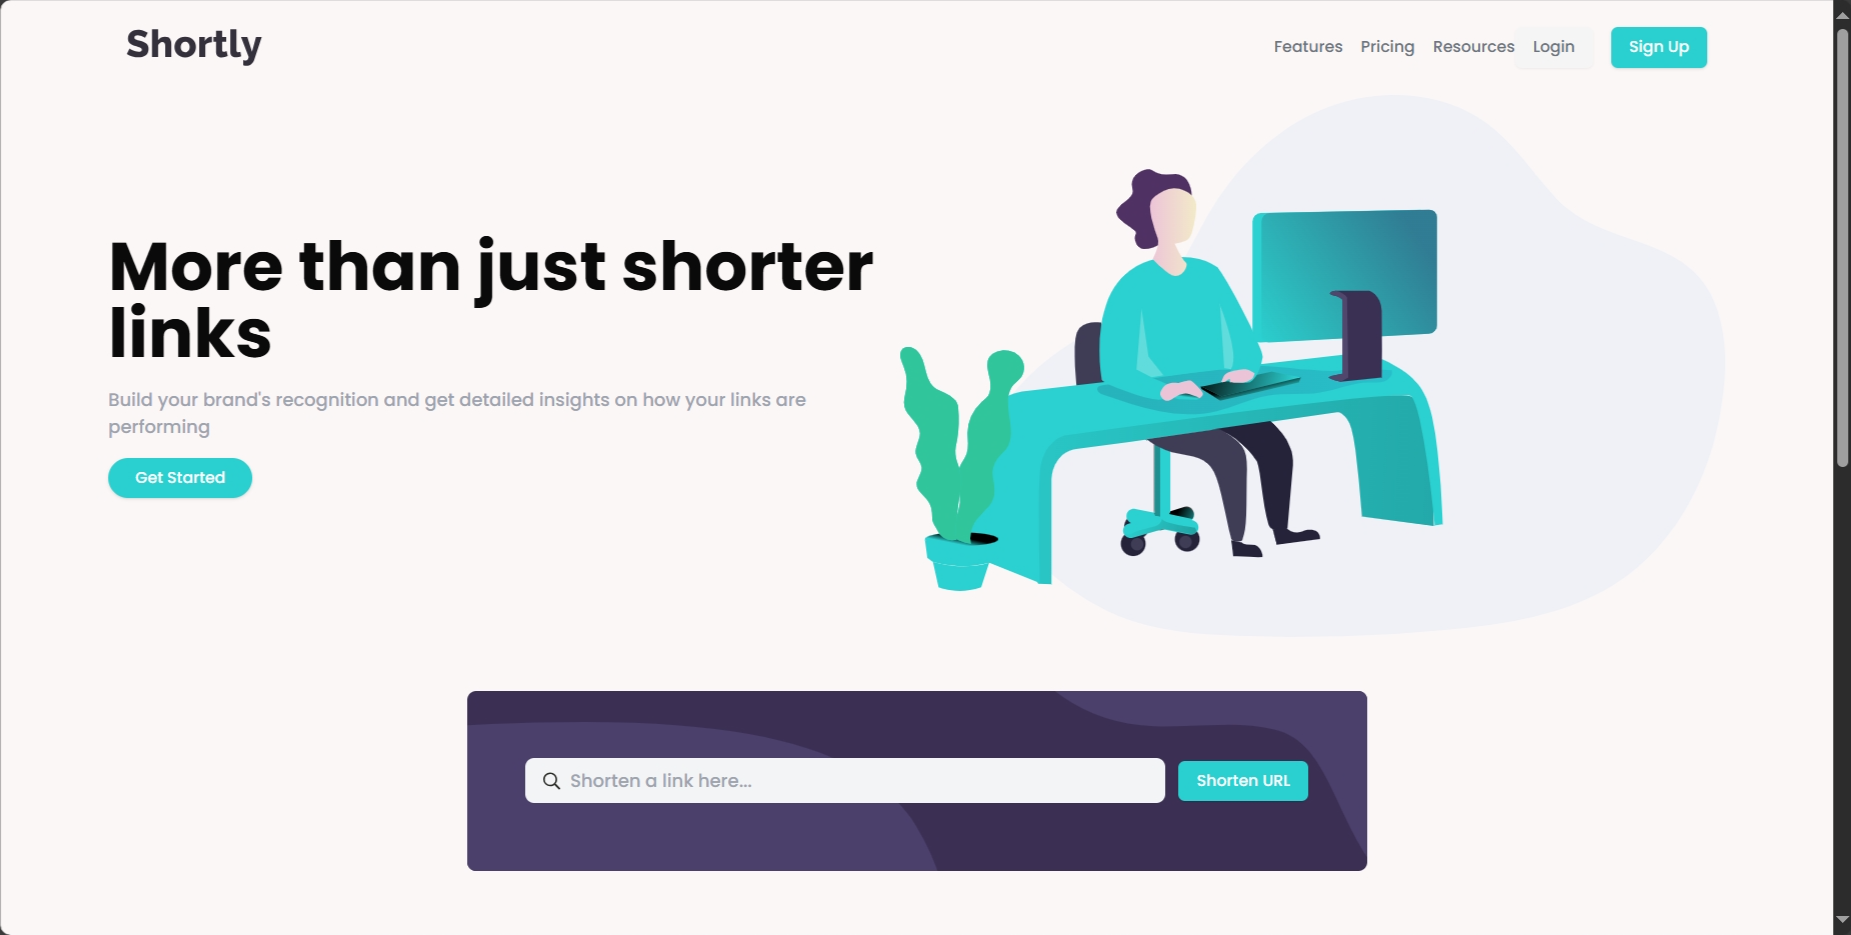 Shortly
Features Pricing Resources Login Sign Up
More than just shorter
links
Build your brand's recognition and get detailed insights on how your links are
performing
Get Started
Shorten a link here...
Shorten URL